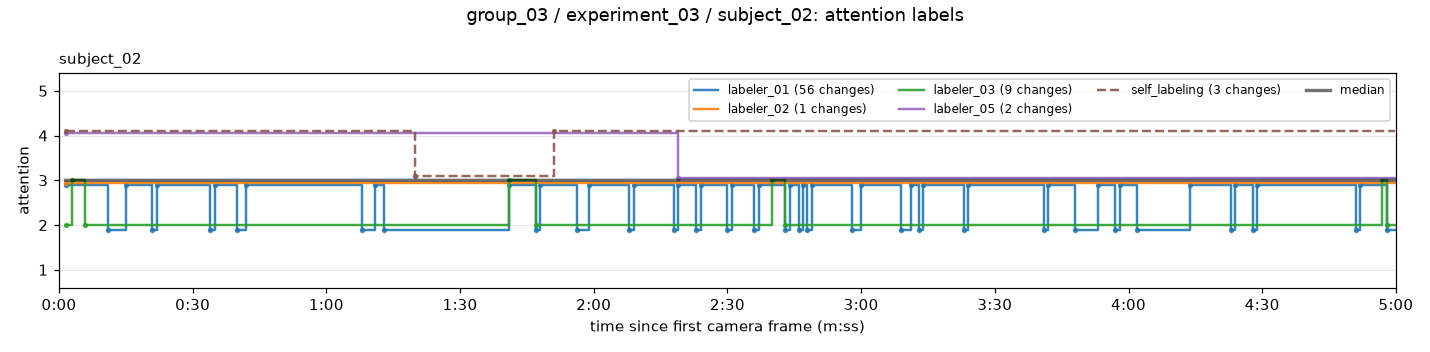 group_03 / experiment_03 / subject_02: attention labels
subject_02
labeler_01 (56 changes)
labeler_02 (1 changes)
labeler_03 (9 changes)
labeler_05 (2 changes)
self_labeling (3 changes)
median
attention
5
4
3
2
1
0:00 0:30 1:00 1:30 2:00 2:30 3:00 3:30 4:00 4:30 5:00
time since first camera frame (m:ss)